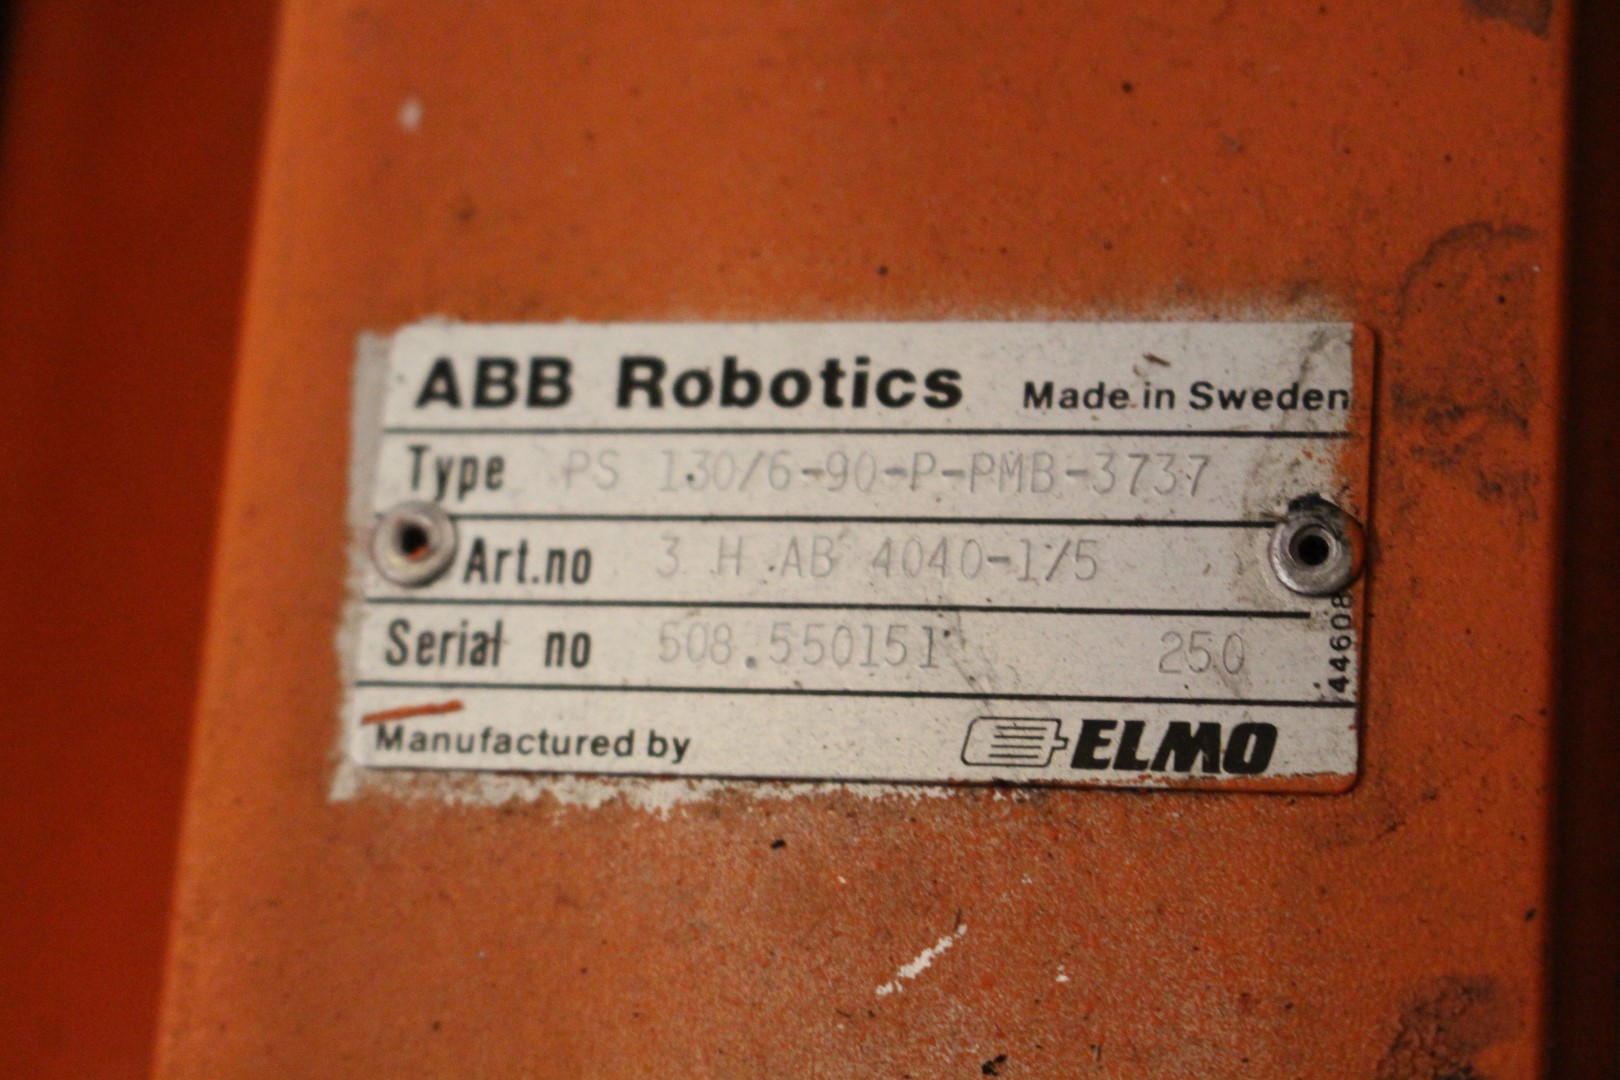 ABB Robotics Made in Sweden
Type PS 130/6-90-P-PMB-3737
Art.no 3 H AB 4040-1/5
Serial no 508.550151 250
44608
Manufactured by ELMO